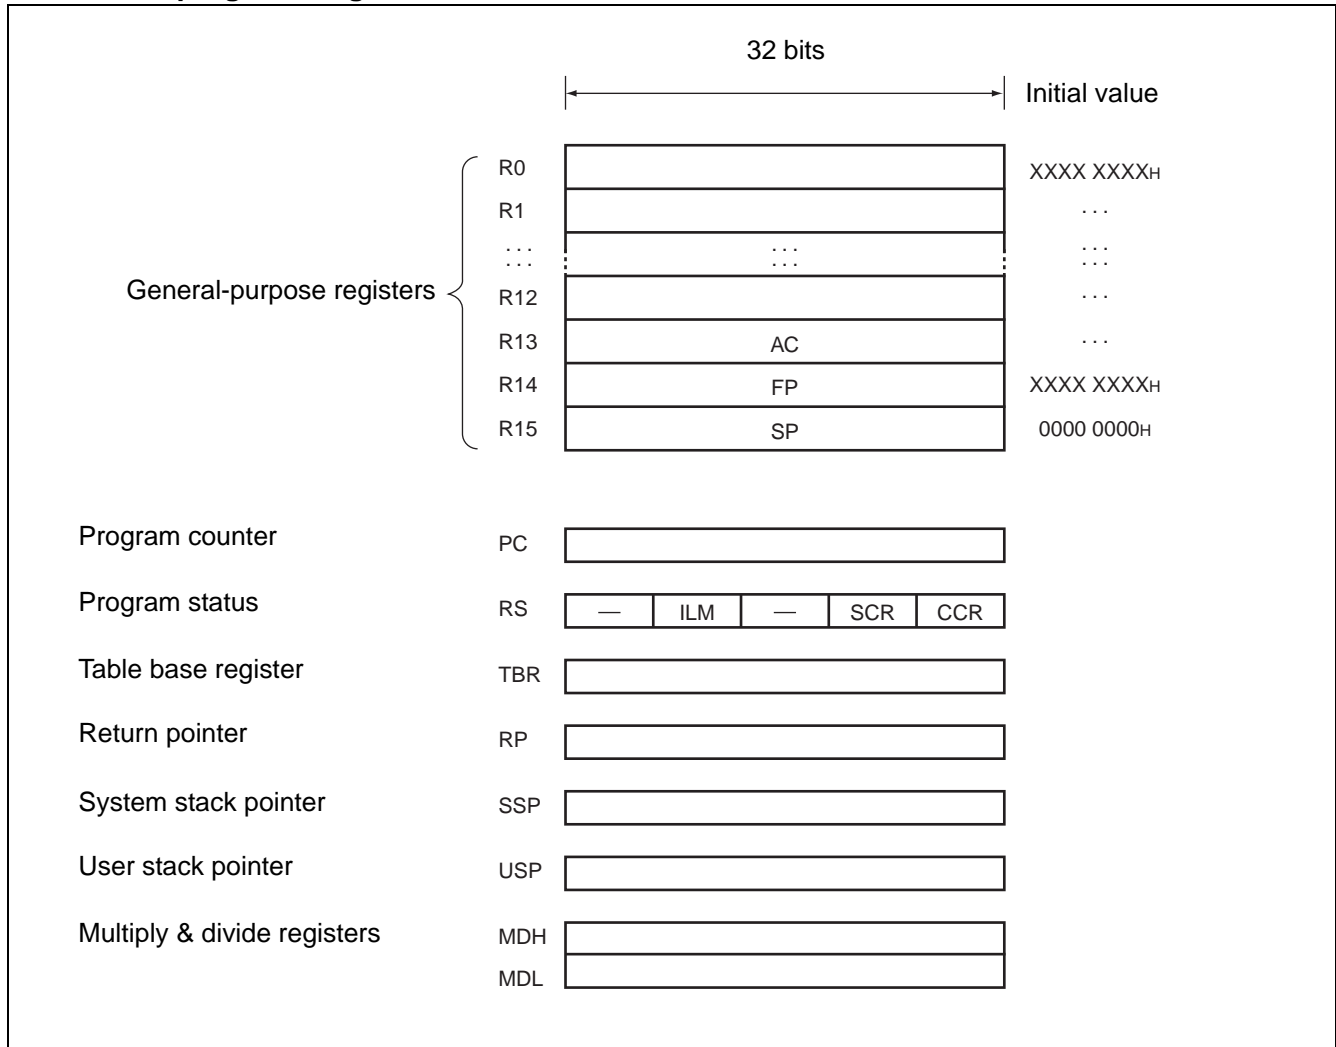 32 bits
Initial value
R0 XXXX XXXXH
R1 . . .
. . . . . . . . .
. . . . . . . . .
General-purpose registers
R12 . . .
R13 AC . . .
R14 FP XXXX XXXXH
R15 SP 0000 0000H
Program counter PC
Program status RS — ILM — SCR CCR
Table base register TBR
Return pointer RP
System stack pointer SSP
User stack pointer USP
Multiply & divide registers MDH
MDL